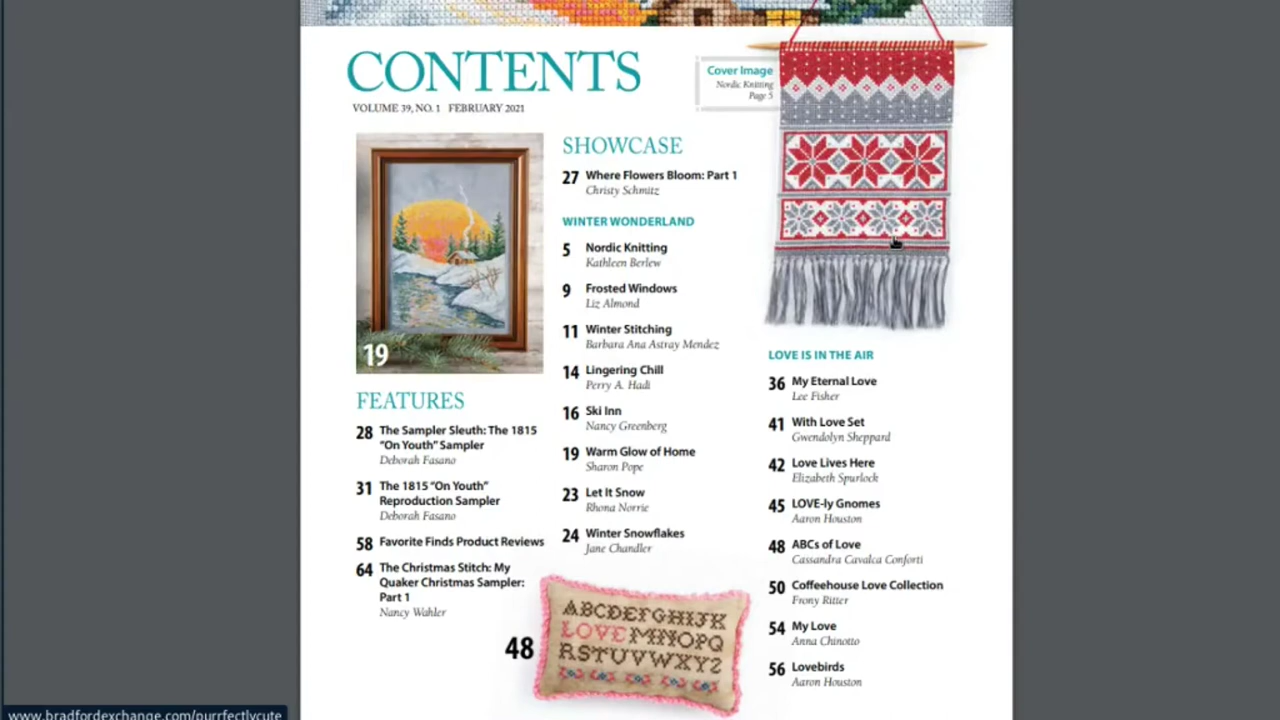 CONTENTS
VOLUME 39, NO. 1 FEBRUARY 2021
Cover Image
Nordic Knitting
Page 5
19
FEATURES
28 The Sampler Sleuth: The 1815
"On Youth" Sampler
Deborah Fasano
31 The 1815 "On Youth"
Reproduction Sampler
Deborah Fasano
58 Favorite Finds Product Reviews
64 The Christmas Stitch: My
Quaker Christmas Sampler:
Part 1
Nancy Wahler
SHOWCASE
27 Where Flowers Bloom: Part 1
Christy Schmitz
WINTER WONDERLAND
5 Nordic Knitting
Kathleen Berlew
9 Frosted Windows
Liz Almond
11 Winter Stitching
Barbara Ana Astray Mendez
14 Lingering Chill
Perry A. Hadi
16 Ski Inn
Nancy Greenberg
19 Warm Glow of Home
Sharon Pope
23 Let It Snow
Rhona Norrie
24 Winter Snowflakes
Jane Chandler
48
ABCDEFGHIJK
LOVE MNOPQ
RSTUVWXYZ
LOVE IS IN THE AIR
36 My Eternal Love
Lee Fisher
41 With Love Set
Gwendolyn Sheppard
42 Love Lives Here
Elizabeth Spurlock
45 LOVE-ly Gnomes
Aaron Houston
48 ABCs of Love
Cassandra Cavalca Conforti
50 Coffeehouse Love Collection
Frony Ritter
54 My Love
Anna Chinotto
56 Lovebirds
Aaron Houston
www.bradfordexchange.com/purrfectlycute